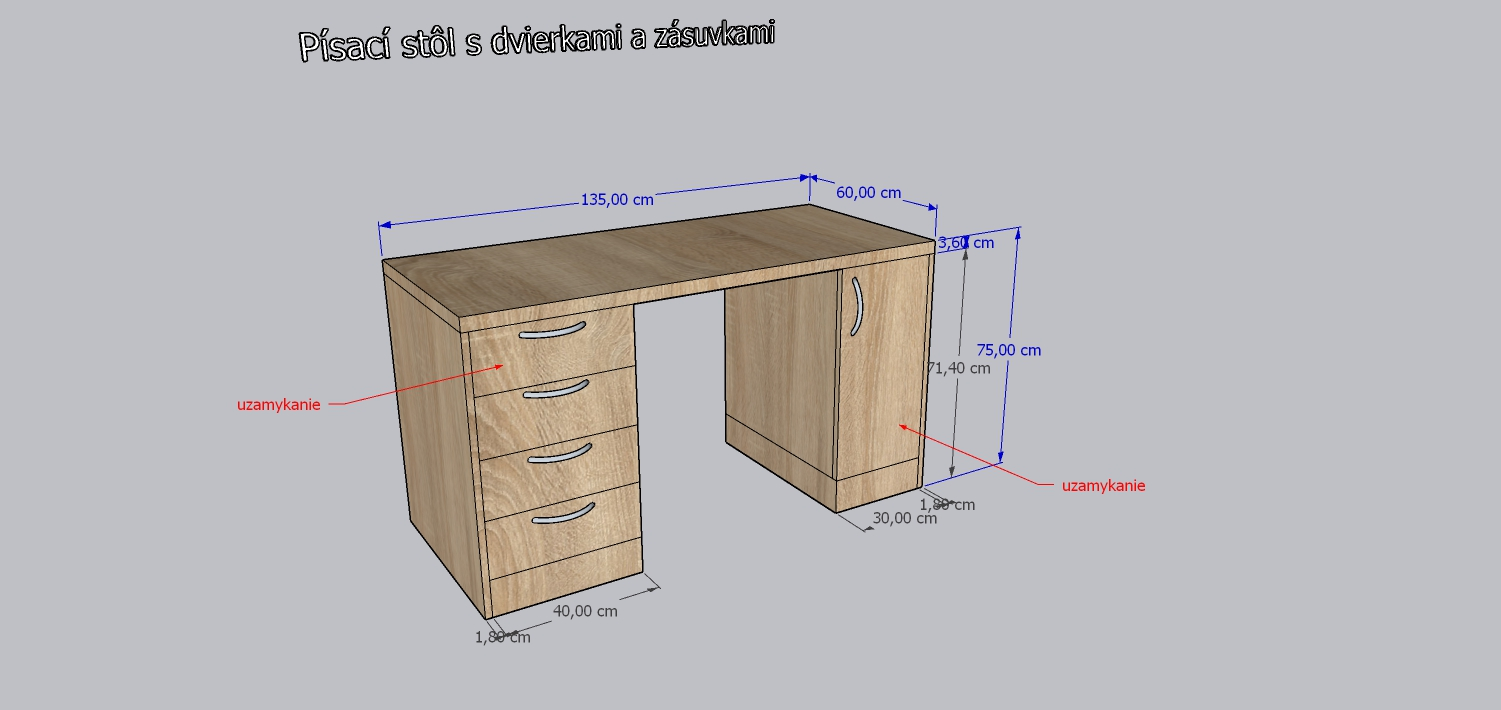 Písací stôl s dvierkami a zásuvkami
135,00 cm
60,00 cm
3,60 cm
75,00 cm
71,40 cm
uzamykanie
uzamykanie
1,80 cm
30,00 cm
40,00 cm
1,80 cm